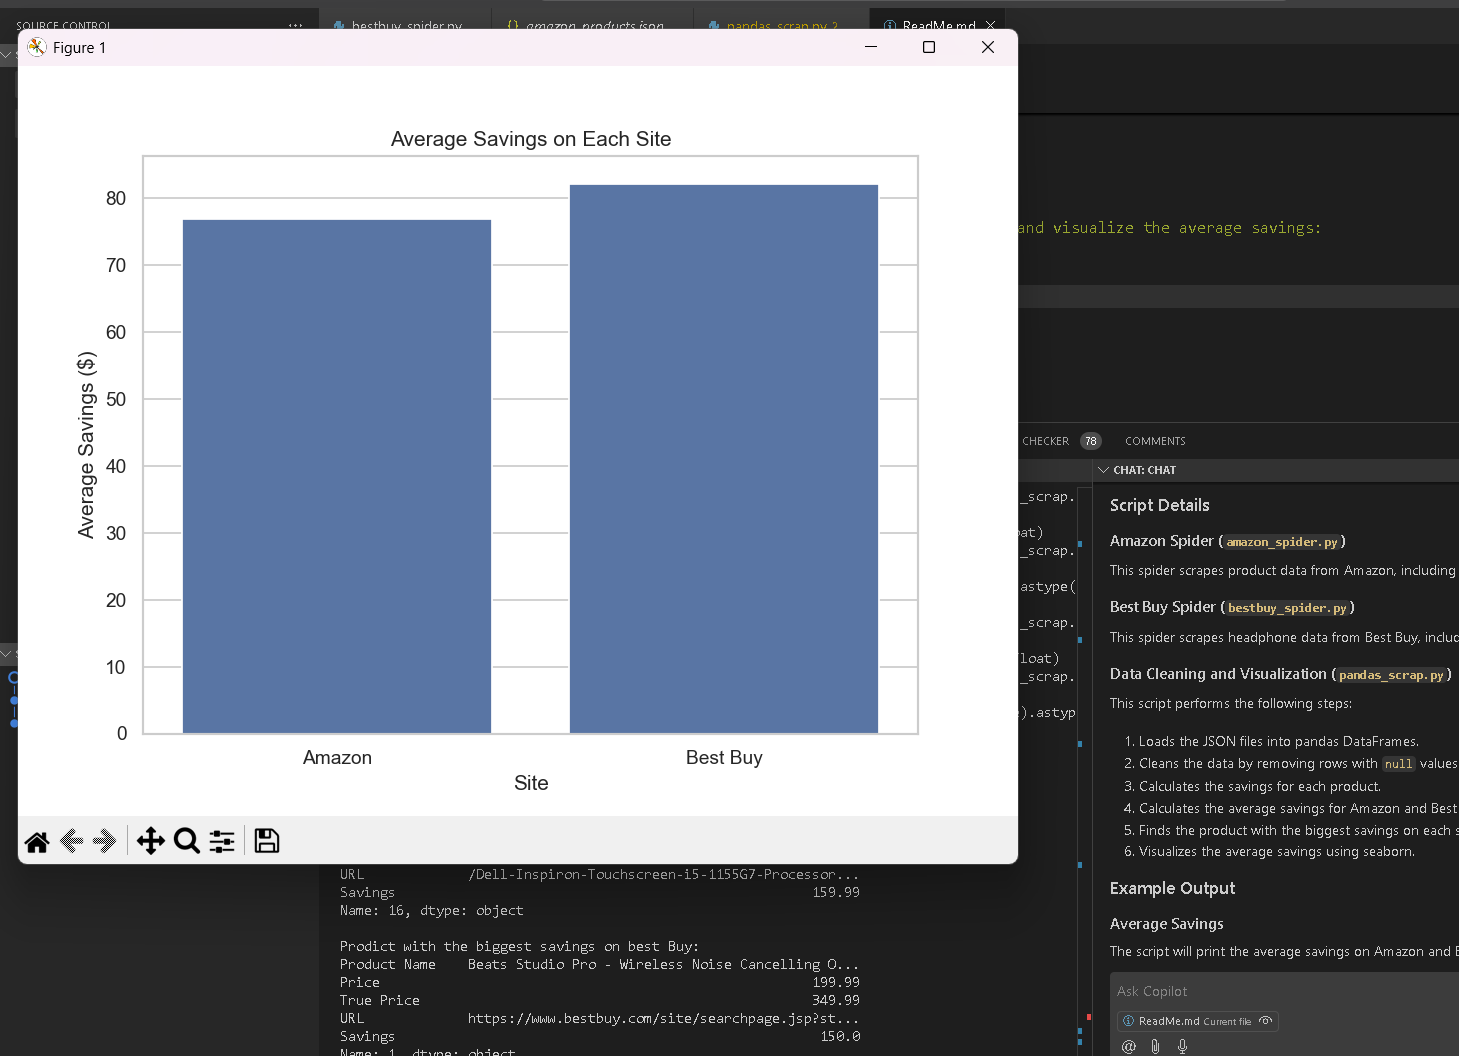 SOURCE CONTROL
bestbuy_spider.py
{} amazon_products.json
pandas_scrap.py 2
ReadMe.md
Figure 1
Average Savings on Each Site
80
70
60
50
40
30
20
10
0
Average Savings ($)
Amazon
Best Buy
Site
and visualize the average savings:
CHECKER 78
COMMENTS
CHAT: CHAT
_scrap.
oat)
_scrap.
astype(
_scrap.
loat)
_scrap.
).astyp
Script Details
Amazon Spider (amazon_spider.py)
This spider scrapes product data from Amazon, including
Best Buy Spider (bestbuy_spider.py)
This spider scrapes headphone data from Best Buy, includ
Data Cleaning and Visualization (pandas_scrap.py)
This script performs the following steps:
1. Loads the JSON files into pandas DataFrames.
2. Cleans the data by removing rows with null values
3. Calculates the savings for each product.
4. Calculates the average savings for Amazon and Best
5. Finds the product with the biggest savings on each s
6. Visualizes the average savings using seaborn.
Example Output
Average Savings
The script will print the average savings on Amazon and B
Ask Copilot
ReadMe.md Current file
@
URL /Dell-Inspiron-Touchscreen-i5-1155G7-Processor...
Savings 159.99
Name: 16, dtype: object
Prodict with the biggest savings on best Buy:
Product Name Beats Studio Pro - Wireless Noise Cancelling O...
Price 199.99
True Price 349.99
URL https://www.bestbuy.com/site/searchpage.jsp?st...
Savings 150.0
Name: 1, dtype: object